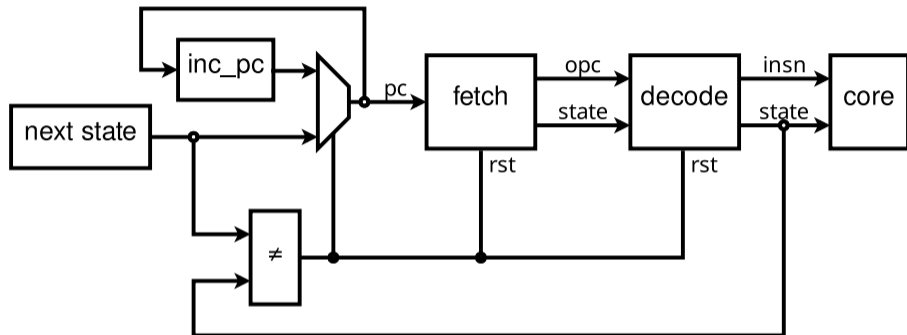 inc_pc
pc
fetch
opc
state
rst
decode
insn
state
rst
core
next state
≠